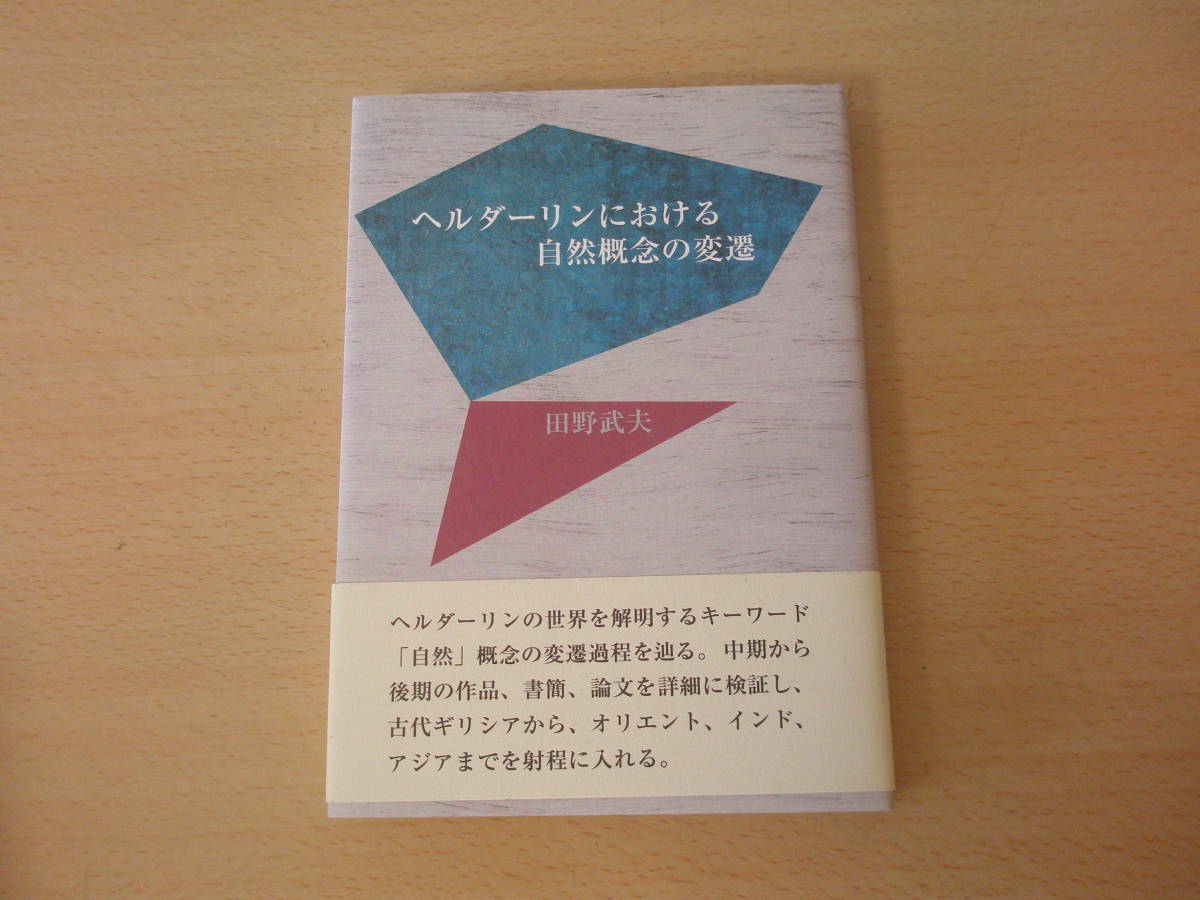 ヘルダーリンにおける
自然概念の変遷
田野武夫
ヘルダーリンの世界を解明するキーワード
「自然」概念の変遷過程を辿る。中期から
後期の作品、書簡、論文を詳細に検証し、
古代ギリシアから、オリエント、インド、
アジアまでを射程に入れる。